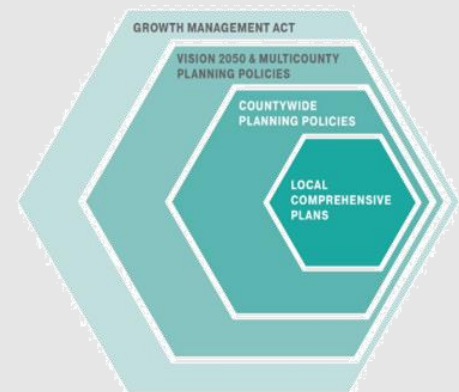 GROWTH MANAGEMENT ACT
VISION 2050 & MULTICOUNTY
PLANNING POLICIES
COUNTYWIDE
PLANNING POLICIES
LOCAL
COMPREHENSIVE
PLANS